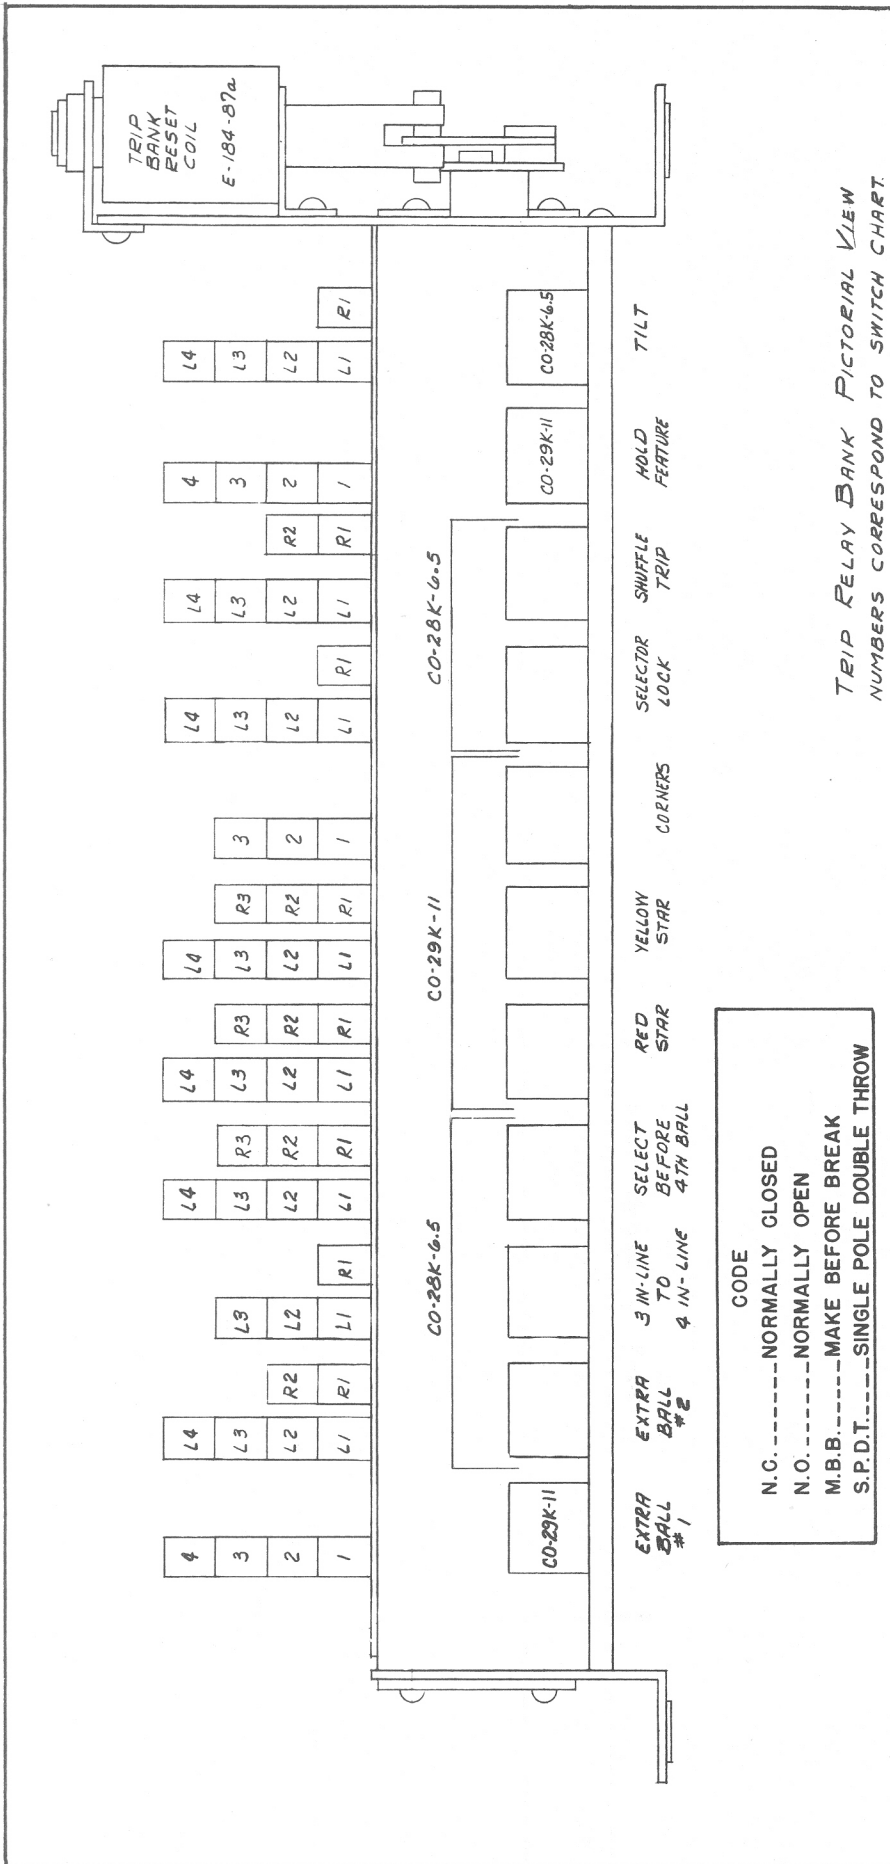 TRIP
BANK
RESET
COIL
E-184-87a
4 L4 L4 L4 L4 L4 L4 4 L4
3 L3 L3 L3 R3 L3 R3 L3 R3 3 L3 L3 3 L3
2 L2 R2 L2 L2 R2 L2 R2 L2 R2 2 L2 L2 R2 2 L2
1 L1 R1 L1 R1 L1 R1 L1 R1 L1 R1 1 L1 R1 L1 R1 1 L1 R1
CO-28K-6.5 CO-29K-11 CO-28K-6.5
CO-29K-11 CO-29K-11 CO-28K-6.5
EXTRA
BALL
#1
EXTRA
BALL
#2
3 IN-LINE
TO
4 IN-LINE
SELECT
BEFORE
4TH BALL
RED
STAR
YELLOW
STAR
CORNERS
SELECTOR
LOCK
SHUFFLE
TRIP
HOLD
FEATURE
TILT
CODE
N.C.------NORMALLY CLOSED
N.O.------NORMALLY OPEN
M.B.B.-----MAKE BEFORE BREAK
S.P.D.T.----SINGLE POLE DOUBLE THROW
TRIP RELAY BANK PICTORIAL VIEW
NUMBERS CORRESPOND TO SWITCH CHART.